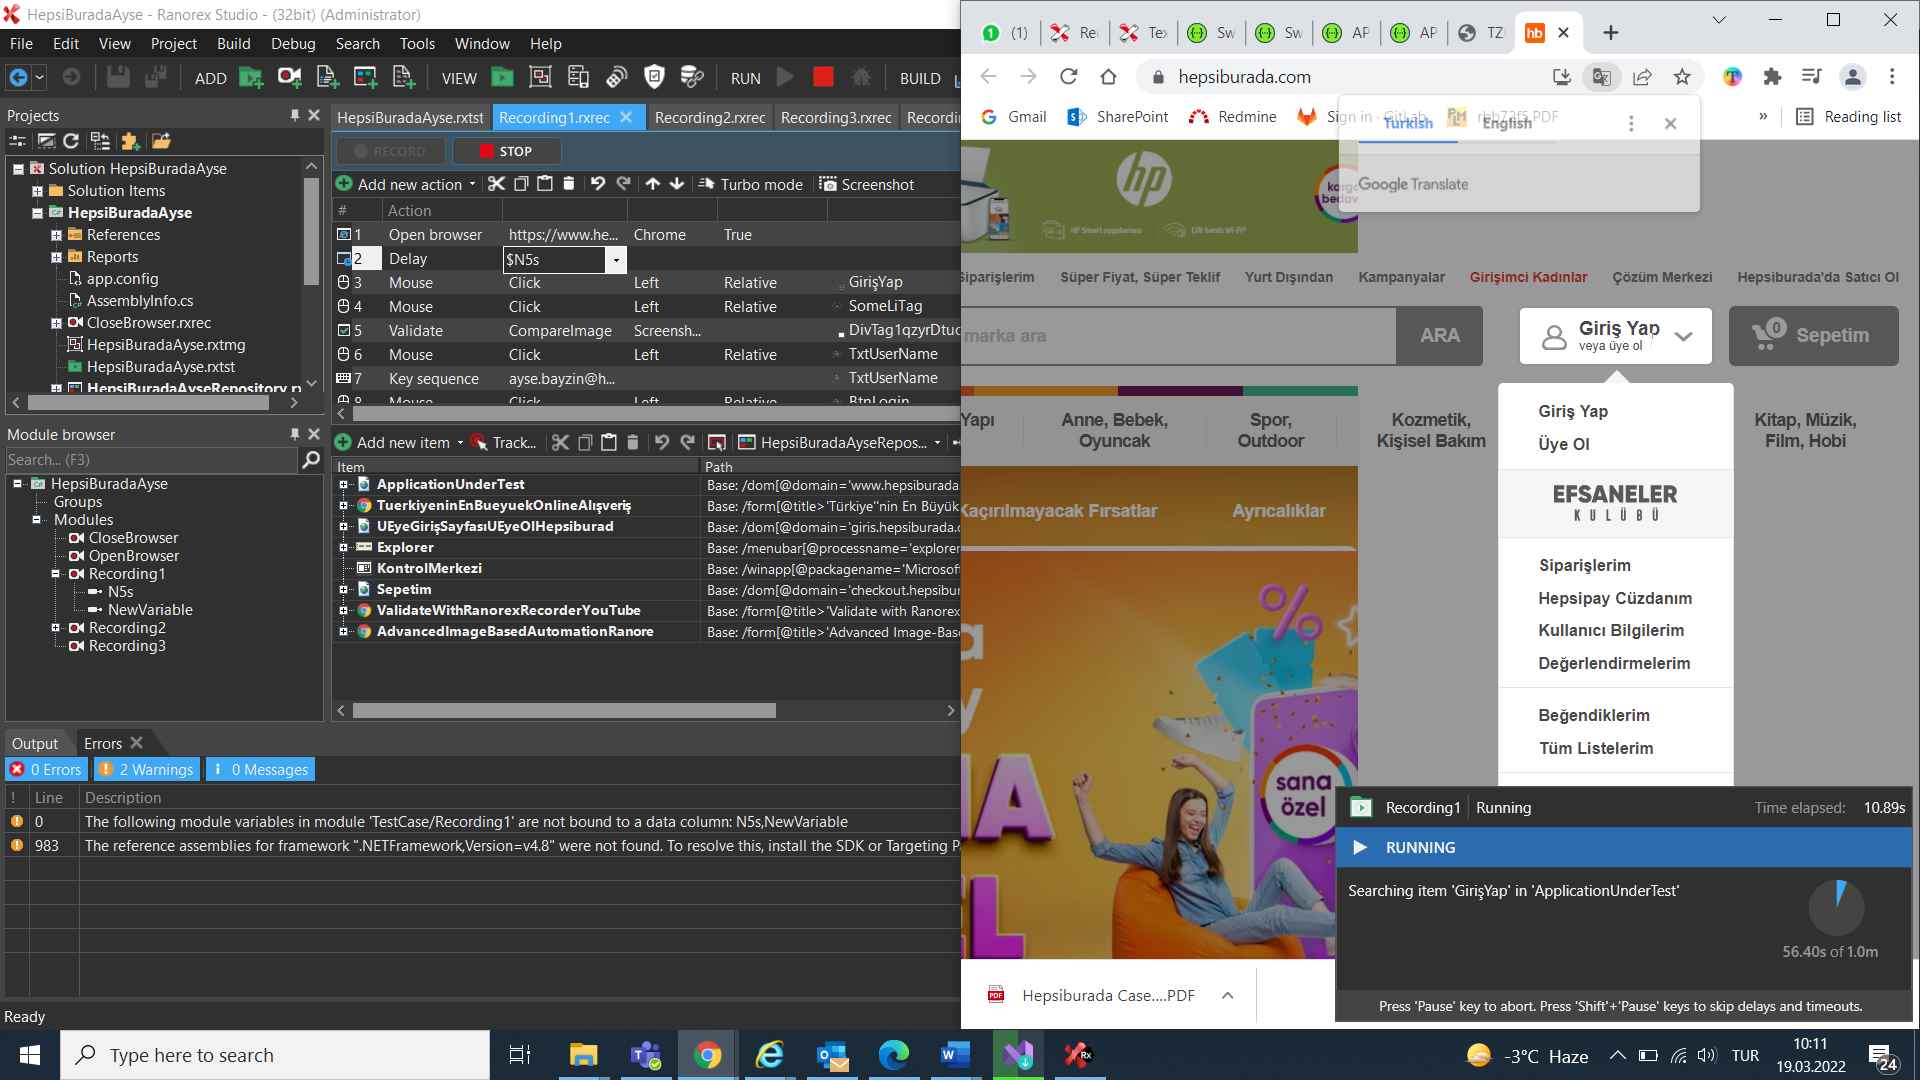 HepsiBuradaAyse - Ranorex Studio - (32bit) (Administrator)
File Edit View Project Build Debug Search Tools Window Help
ADD VIEW RUN BUILD
Projects
Solution HepsiBuradaAyse
Solution Items
HepsiBuradaAyse
References
Reports
app.config
AssemblyInfo.cs
CloseBrowser.rxrec
HepsiBuradaAyse.rxtmg
HepsiBuradaAyse.rxtst
HepsiBuradaAyseRepository.rx
Module browser
Search... (F3)
HepsiBuradaAyse
Groups
Modules
CloseBrowser
OpenBrowser
Recording1
N5s
NewVariable
Recording2
Recording3
HepsiBuradaAyse.rxtst Recording1.rxrec Recording2.rxrec Recording3.rxrec Recordin
RECORD STOP
Add new action Turbo mode Screenshot
# Action
1 Open browser https://www.he... Chrome True
2 Delay $N5s
3 Mouse Click Left Relative GirişYap
4 Mouse Click Left Relative SomeLiTag
5 Validate CompareImage Screensh... DivTag1qzyrDtuc
6 Mouse Click Left Relative TxtUserName
7 Key sequence ayse.bayzin@h... TxtUserName
8 Mouse Click Left Relative BtnLogin
Add new item Track... HepsiBuradaAyseRepos...
Item Path
ApplicationUnderTest Base: /dom[@domain='www.hepsiburada.
TuerkiyeninEnBueyuekOnlineAlışveriş Base: /form[@title>'Türkiye''nin En Büyük
UEyeGirişSayfasıUEyeOlHepsiburad Base: /dom[@domain='giris.hepsiburada.c
Explorer Base: /menubar[@processname='explorer
KontrolMerkezi Base: /winapp[@packagename='Microsoft
Sepetim Base: /dom[@domain='checkout.hepsibur
ValidateWithRanorexRecorderYouTube Base: /form[@title>'Validate with Ranorex
AdvancedImageBasedAutomationRanore Base: /form[@title>'Advanced Image-Base
Output Errors
0 Errors 2 Warnings 0 Messages
! Line Description
0 The following module variables in module 'TestCase/Recording1' are not bound to a data column: N5s,NewVariable
983 The reference assemblies for framework ".NETFramework,Version=v4.8" were not found. To resolve this, install the SDK or Targeting P
Ready
1 (1) Re Tex Sw Sw AP AP TZ hb
hepsiburada.com
Gmail SharePoint Redmine Sign in · GitLab » Reading list
Turkish English
Google Translate
hp
kargo bedava
HP Smart uygulaması
Siparişlerim Süper Fiyat, Süper Teklif Yurt Dışından Kampanyalar Girişimci Kadınlar Çözüm Merkezi Hepsiburada'da Satıcı Ol
marka ara ARA
Giriş Yap
veya üye ol
0 Sepetim
Yapı
Anne, Bebek,
Oyuncak
Spor,
Outdoor
Kozmetik,
Kişisel Bakım
Kitap, Müzik,
Film, Hobi
Kaçırılmayacak Fırsatlar Ayrıcalıklar
Giriş Yap
Üye Ol
EFSANELER
KULÜBÜ
Siparişlerim
Hepsipay Cüzdanım
Kullanıcı Bilgilerim
Değerlendirmelerim
Beğendiklerim
Tüm Listelerim
sana
özel
Recording1 Running Time elapsed: 10.89s
RUNNING
Searching item 'GirişYap' in 'ApplicationUnderTest'
56.40s of 1.0m
Press 'Pause' key to abort. Press 'Shift'+'Pause' keys to skip delays and timeouts.
Hepsiburada Case....PDF
Type here to search
-3°C Haze TUR
10:11
19.03.2022
24